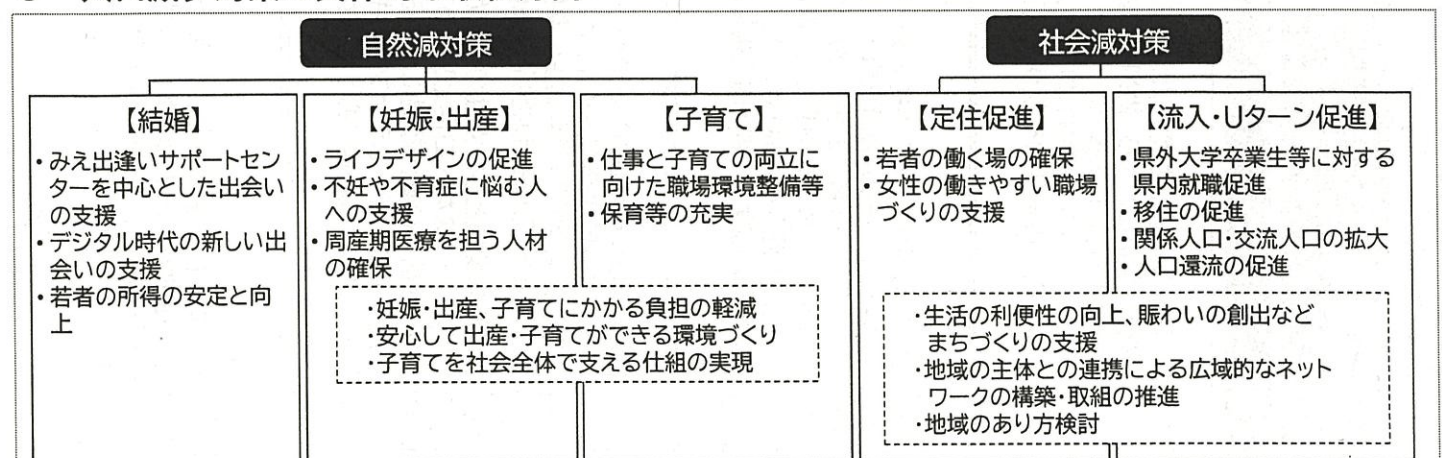 自然減対策
【結婚】
・みえ出逢いサポートセン
ターを中心とした出会い
の支援
・デジタル時代の新しい出
会いの支援
・若者の所得の安定と向
上
【妊娠・出産】
・ライフデザインの促進
・不妊や不育症に悩む人
への支援
・周産期医療を担う人材
の確保
【子育て】
・仕事と子育ての両立に
向けた職場環境整備等
・保育等の充実
・妊娠・出産、子育てにかかる負担の軽減
・安心して出産・子育てができる環境づくり
・子育てを社会全体で支える仕組の実現
社会減対策
【定住促進】
・若者の働く場の確保
・女性の働きやすい職場
づくりの支援
【流入・Uターン促進】
・県外大学卒業生等に対する
県内就職促進
・移住の促進
・関係人口・交流人口の拡大
・人口還流の促進
・生活の利便性の向上、賑わいの創出など
まちづくりの支援
・地域の主体との連携による広域的なネット
ワークの構築・取組の推進
・地域のあり方検討